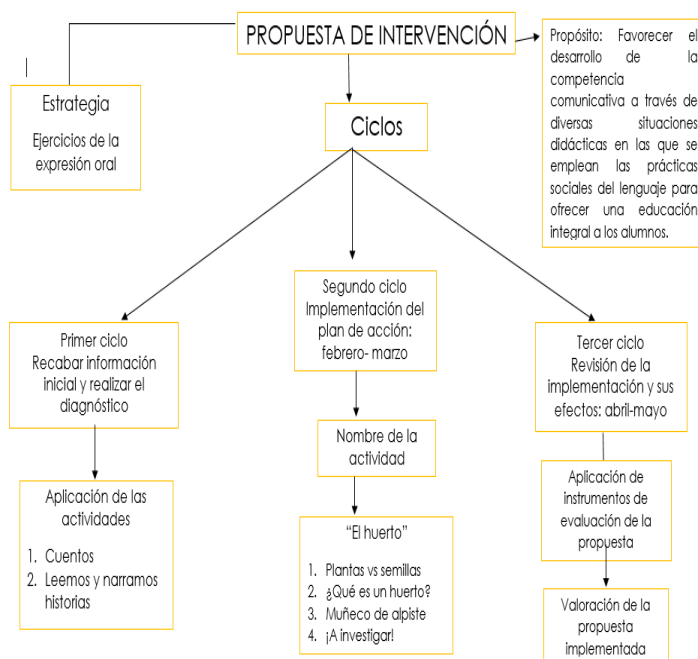 PROPUESTA DE INTERVENCIÓN
Propósito: Favorecer el
desarrollo de la
competencia
comunicativa a través de
diversas situaciones
didácticas en las que se
emplean las prácticas
sociales del lenguaje para
ofrecer una educación
integral a los alumnos.
Estrategia
Ejercicios de la
expresión oral
Ciclos
Primer ciclo
Recabar información
inicial y realizar el
diagnóstico
Segundo ciclo
Implementación del
plan de acción:
febrero- marzo
Tercer ciclo
Revisión de la
implementación y sus
efectos: abril-mayo
Aplicación de las
actividades
1. Cuentos
2. Leemos y narramos
historias
Nombre de la
actividad
“El huerto”
1. Plantas vs semillas
2. ¿Qué es un huerto?
3. Muñeco de alpiste
4. ¡A investigar!
Aplicación de
instrumentos de
evaluación de la
propuesta
Valoración de la
propuesta
implementada